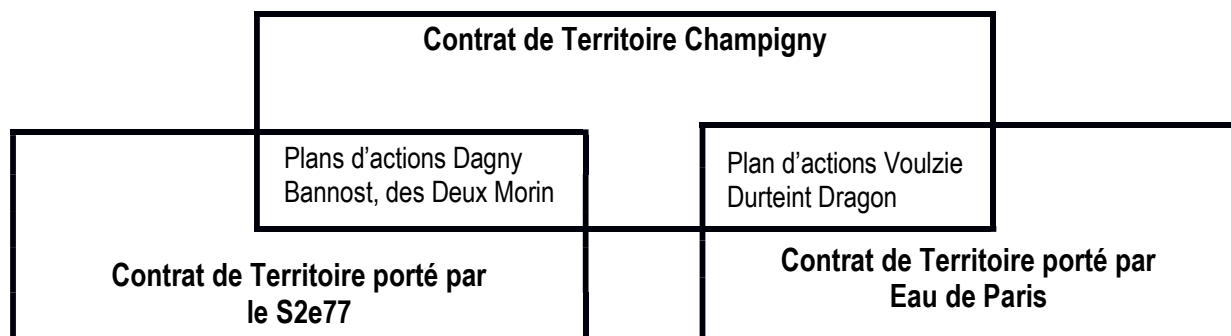 Contrat de Territoire Champigny
Plans d'actions Dagny
Bannost, des Deux Morin
Plan d'actions Voulzie
Durteint Dragon
Contrat de Territoire porté par
le S2e77
Contrat de Territoire porté par
Eau de Paris